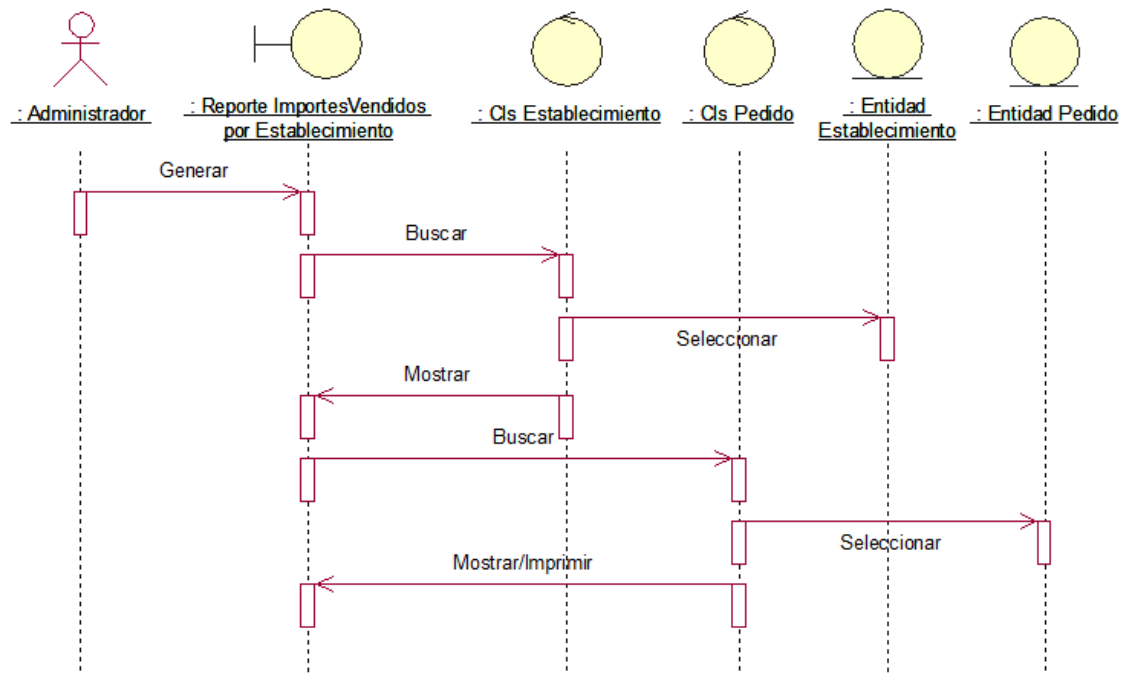 : Administrador
: Reporte ImportesVendidos
por Establecimiento
: Cls Establecimiento
: Cls Pedido
: Entidad
Establecimiento
: Entidad Pedido
Generar
Buscar
Seleccionar
Mostrar
Buscar
Seleccionar
Mostrar/Imprimir